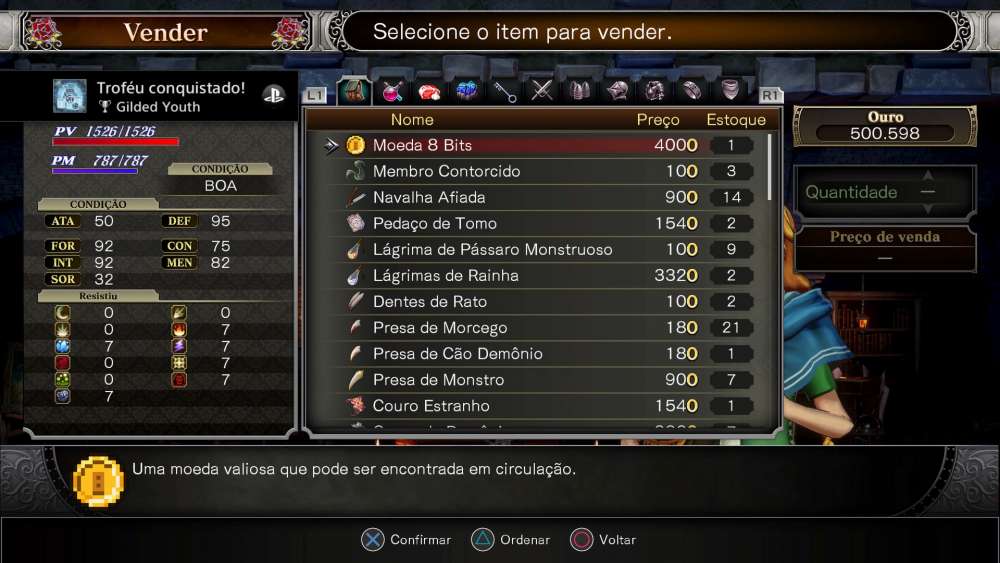 Vender
Selecione o item para vender.
Troféu conquistado!
Gilded Youth
L1
R1
PV 1526/1526
PM 787/787
CONDIÇÃO
BOA
CONDIÇÃO
ATA 50 DEF 95
FOR 92 CON 75
INT 92 MEN 82
SOR 32
Resistiu
0 0
0 7
7 7
0 7
0 7
7
Nome Preço Estoque
Moeda 8 Bits 4000 1
Membro Contorcido 100 3
Navalha Afiada 900 14
Pedaço de Tomo 1540 2
Lágrima de Pássaro Monstruoso 100 9
Lágrimas de Rainha 3320 2
Dentes de Rato 100 2
Presa de Morcego 180 21
Presa de Cão Demônio 180 1
Presa de Monstro 900 7
Couro Estranho 1540 1
Ouro
500.598
Quantidade —
Preço de venda
—
Uma moeda valiosa que pode ser encontrada em circulação.
Confirmar Ordenar Voltar